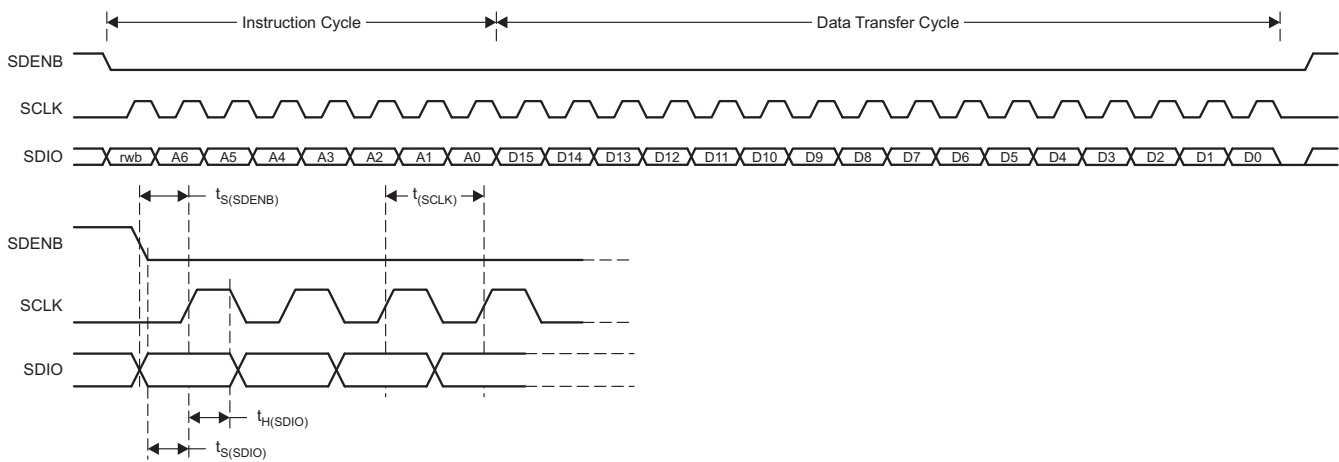 Instruction Cycle Data Transfer Cycle
SDENB
SCLK
SDIO rwb A6 A5 A4 A3 A2 A1 A0 D15 D14 D13 D12 D11 D10 D9 D8 D7 D6 D5 D4 D3 D2 D1 D0
tS(SDENB) t(SCLK)
SDENB
SCLK
SDIO
tH(SDIO)
tS(SDIO)